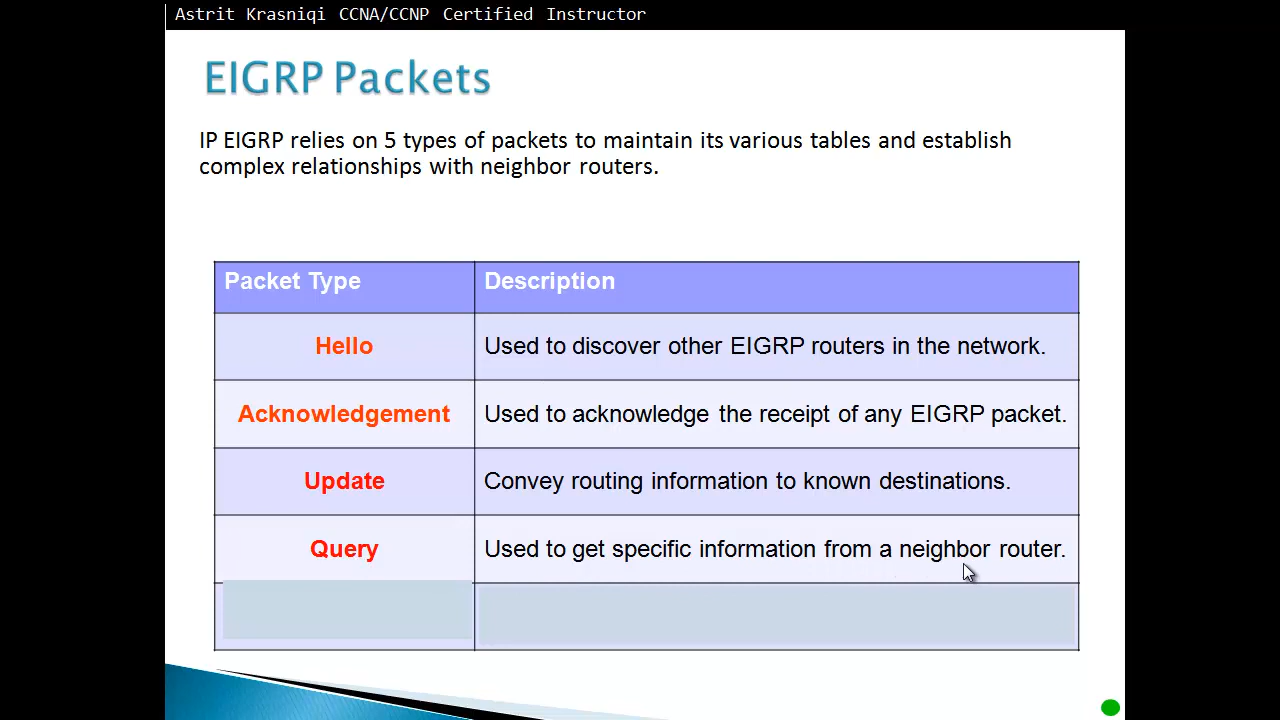 Astrit Krasniqi CCNA/CCNP Certified Instructor
EIGRP Packets
IP EIGRP relies on 5 types of packets to maintain its various tables and establish
complex relationships with neighbor routers.
Packet Type Description
Hello Used to discover other EIGRP routers in the network.
Acknowledgement Used to acknowledge the receipt of any EIGRP packet.
Update Convey routing information to known destinations.
Query Used to get specific information from a neighbor router.